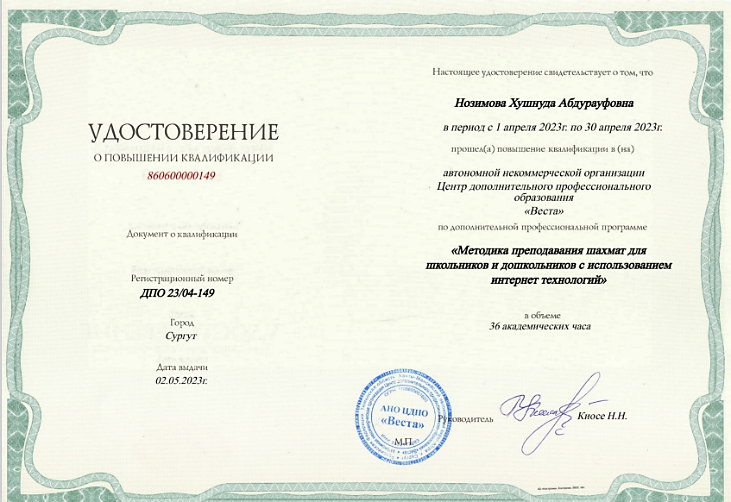 УДОСТОВЕРЕНИЕ
О ПОВЫШЕНИИ КВАЛИФИКАЦИИ
860600000149
Документ о квалификации
Регистрационный номер
ДПО 23/04-149
Город
Сургут
Дата выдачи
02.05.2023г.
Настоящее удостоверение свидетельствует о том, что
Нозимова Хушнуда Абдурауфовна
в период с 1 апреля 2023г. по 30 апреля 2023г.
прошел(а) повышение квалификации в (на)
автономной некоммерческой организации
Центр дополнительного профессионального
образования
«Веста»
по дополнительной профессиональной программе
«Методика преподавания шахмат для
школьников и дошкольников с использованием
интернет технологий»
в объеме
36 академических часа
АНО ЦДПО
«Веста»
М.П.
Руководитель
Киосе Н.Н.